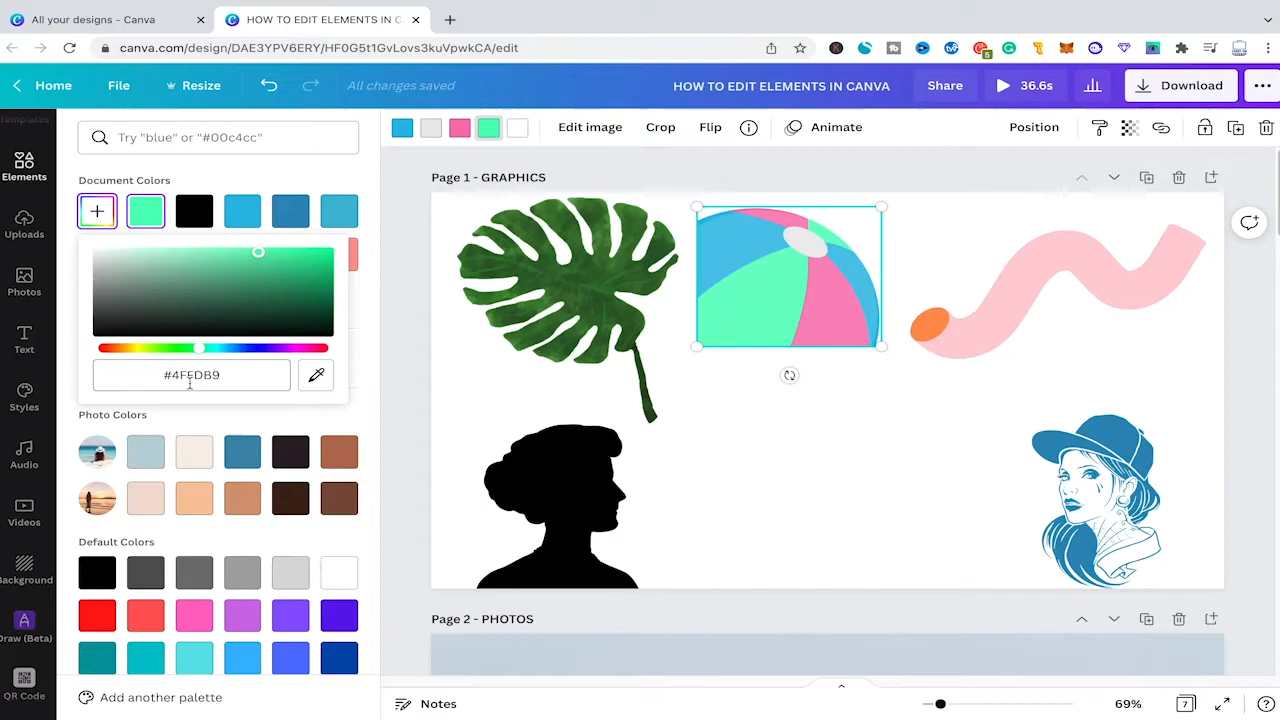 All your designs - Canva
HOW TO EDIT ELEMENTS IN C
canva.com/design/DAE3YPV6ERY/HF0G5t1GvLovs3kuVpwkCA/edit
5
Home
File
Resize
All changes saved
HOW TO EDIT ELEMENTS IN CANVA
Share
36.6s
Download
Templates
Elements
Uploads
Photos
Text
Styles
Audio
Videos
Background
Draw (Beta)
QR Code
Try "blue" or "#00c4cc"
Document Colors
#4FFDB9
Photo Colors
Default Colors
Add another palette
Edit image
Crop
Flip
Animate
Position
Page 1 - GRAPHICS
Page 2 - PHOTOS
Notes
69%
7